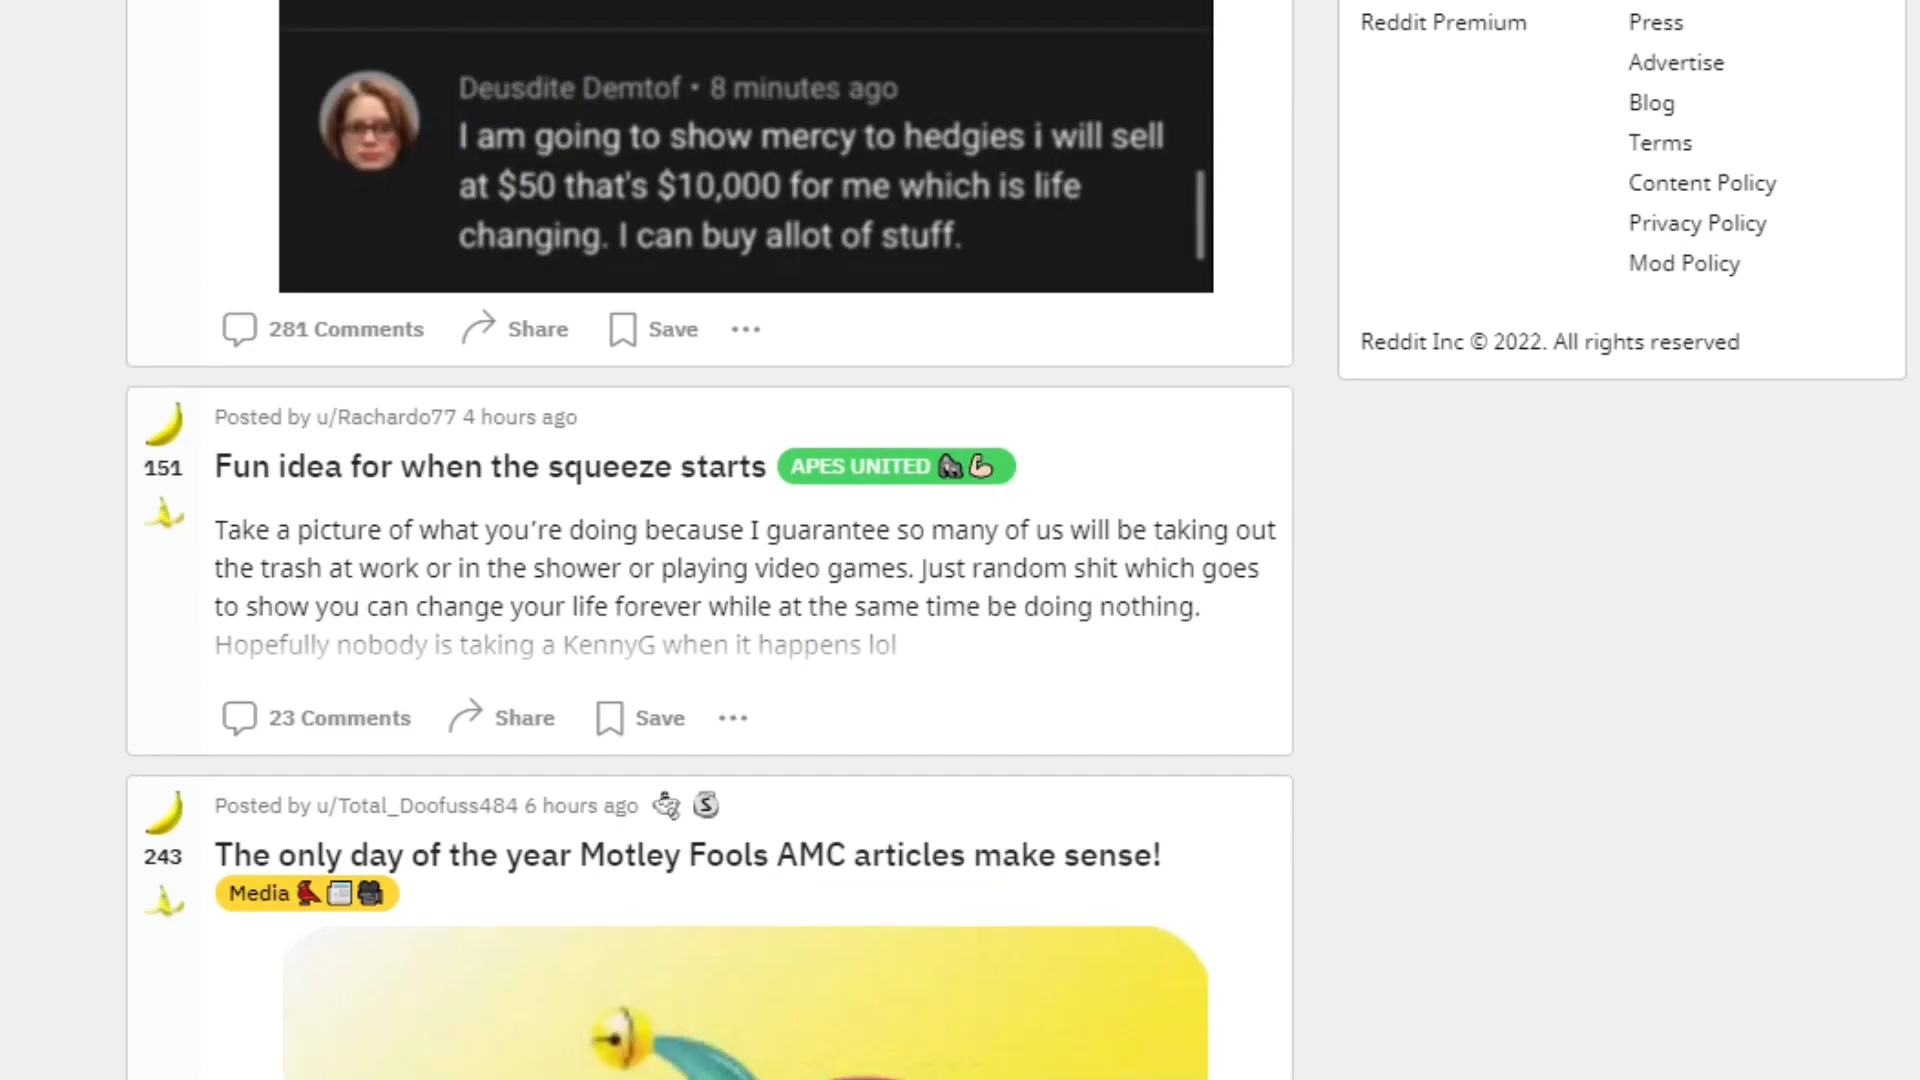 Deusdite Demtof • 8 minutes ago
I am going to show mercy to hedgies i will sell
at $50 that's $10,000 for me which is life
changing. I can buy allot of stuff.
281 Comments Share Save •••
Posted by u/Rachardo77 4 hours ago
151
Fun idea for when the squeeze starts APES UNITED
Take a picture of what you’re doing because I guarantee so many of us will be taking out
the trash at work or in the shower or playing video games. Just random shit which goes
to show you can change your life forever while at the same time be doing nothing.
Hopefully nobody is taking a KennyG when it happens lol
23 Comments Share Save •••
Posted by u/Total_Doofuss484 6 hours ago
243
The only day of the year Motley Fools AMC articles make sense!
Media
Reddit Premium Press
Advertise
Blog
Terms
Content Policy
Privacy Policy
Mod Policy
Reddit Inc © 2022. All rights reserved